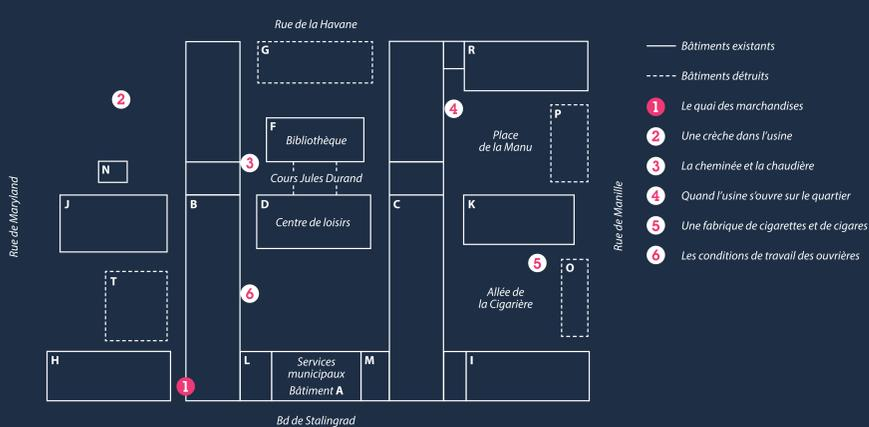 Rue de la Havane
G
R
Bâtiments existants
Bâtiments détruits
1 Le quai des marchandises
2
4
P
F
Bibliothèque
Place
de la Manu
2 Une crèche dans l'usine
3
N
3 La cheminée et la chaudière
Cours Jules Durand
4 Quand l'usine s'ouvre sur le quartier
Rue de Maryland
J
B
D
Centre de loisirs
C
K
Rue de Manille
5 Une fabrique de cigarettes et de cigares
6 Les conditions de travail des ouvrières
5
O
T
6
Allée de
la Cigarière
H
1
L
Services
municipaux
Bâtiment A
M
I
Bd de Stalingrad